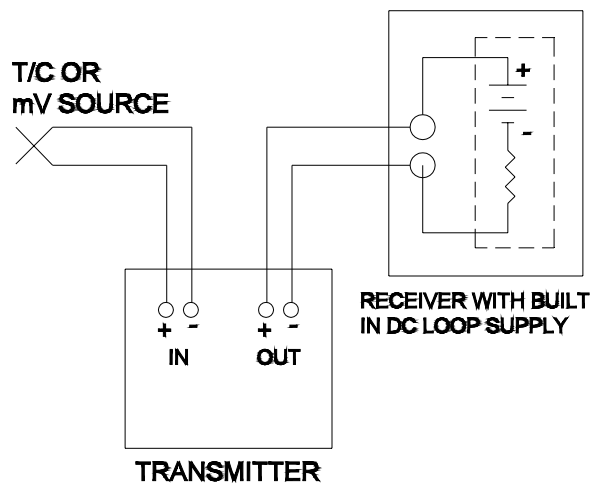 T/C OR
mV SOURCE
+
-
RECEIVER WITH BUILT
IN DC LOOP SUPPLY
+ - + -
IN OUT
TRANSMITTER